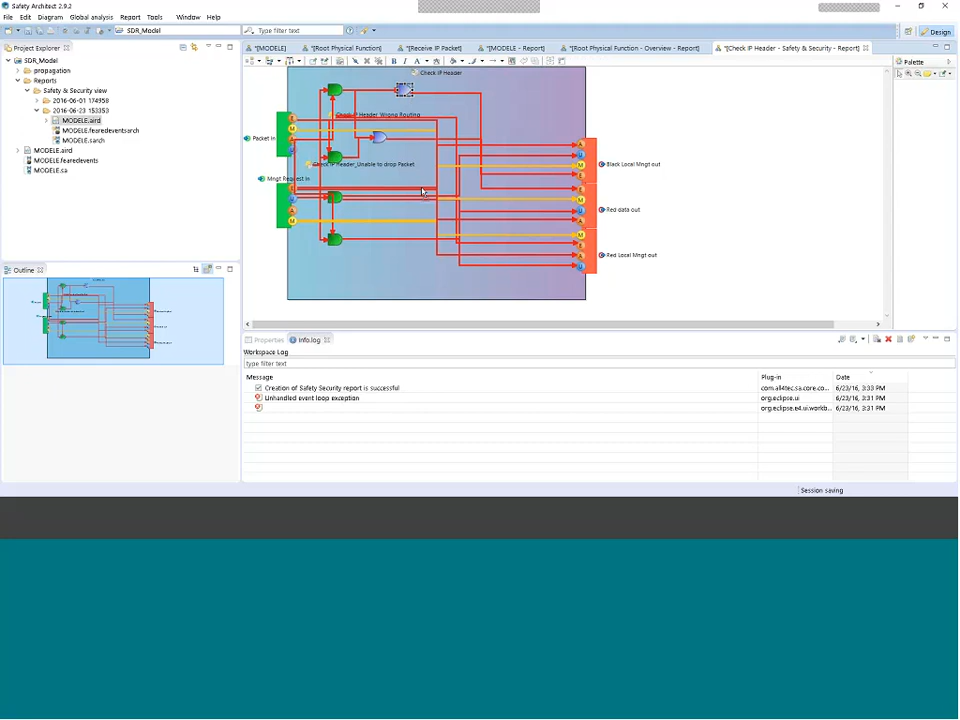 Safety Architect 2.9.2
File Edit Diagram Global analysis Report Tools Window Help
SDR_Model
Type filter text
Design
Project Explorer
*[MODELE]
*[Root Physical Function]
*[Receive IP Packet]
*[MODELE - Report]
*[Root Physical Function - Overview - Report]
*[Check IP Header - Safety & Security - Report]
Palette
SDR_Model
propagation
Reports
Safety & Security view
2016-06-01 174958
2016-06-23 153353
MODELE.aird
MODELE.fearedeventsarch
MODELE.sarch
MODELE.aird
MODELE.fearedevents
MODELE.sa
Check IP Header
Check IP Header_Wrong Routing
Packet In
Check IP Header_Unable to drop Packet
Mngt Request In
Black Local Mngt out
Red data out
Red Local Mngt out
Outline
Properties
Info.log
Workspace Log
type filter text
Message Plug-in Date
Creation of Safety Security report is successful com.all4tec.sa.core.co... 6/23/16, 3:33 PM
Unhandled event loop exception org.eclipse.ui 6/23/16, 3:31 PM
org.eclipse.e4.ui.workb... 6/23/16, 3:31 PM
Session saving